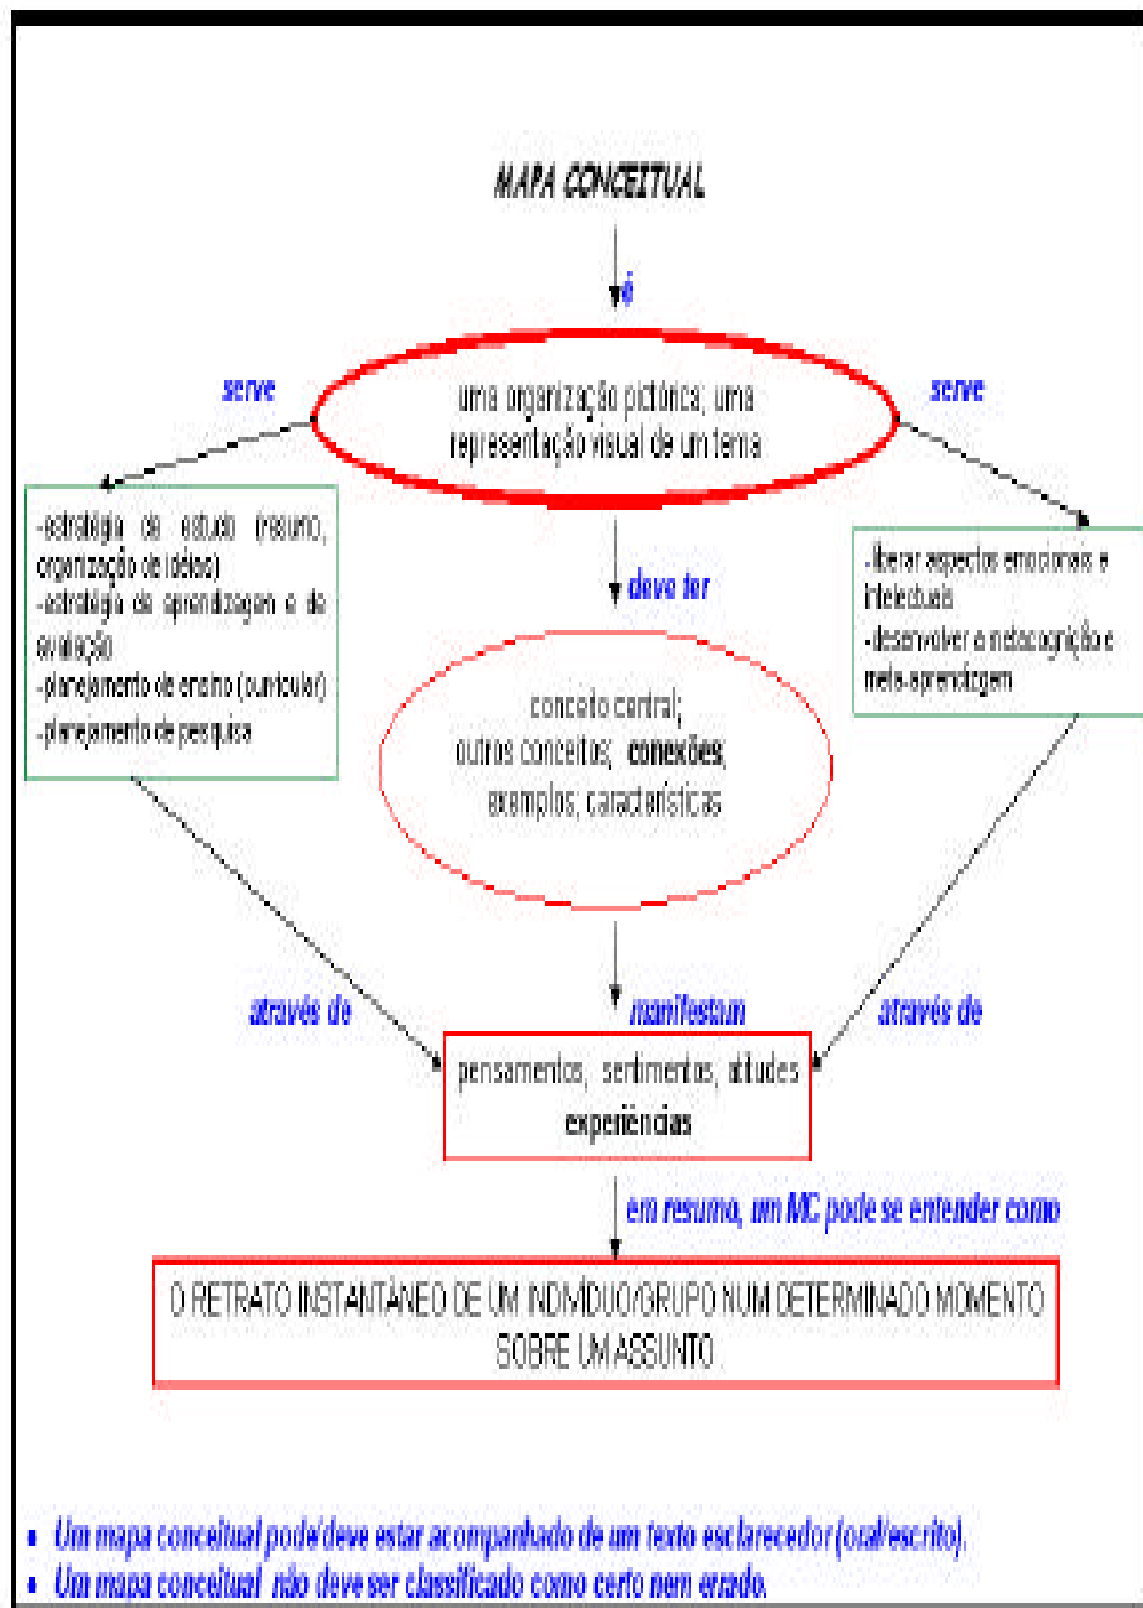 MAPA CONCEITUAL
é
serve
serve
uma organização pictórica; uma
representação visual de um tema
-estratégia de estudo (resumo,
organização de idéias)
-estratégia de aprendizagem e de
avaliação
-planejamento de ensino (curricular)
-planejamento de pesquisa
deve ter
-liberar aspectos emocionais e
intelectuais
-desenvolver a metacognição e
meta-aprendizagem
conceito central;
outros conceitos; conexões;
exemplos; características
através de
manifestam
através de
pensamentos, sentimentos, atitudes
experiências
em resumo, um MC pode se entender como
O RETRATO INSTANTÂNEO DE UM INDIVÍDUO/GRUPO NUM DETERMINADO MOMENTO
SOBRE UM ASSUNTO
• Um mapa conceitual pode/deve estar acompanhado de um texto esclarecedor (oral/escrito).
• Um mapa conceitual não deve ser classificado como certo nem errado.